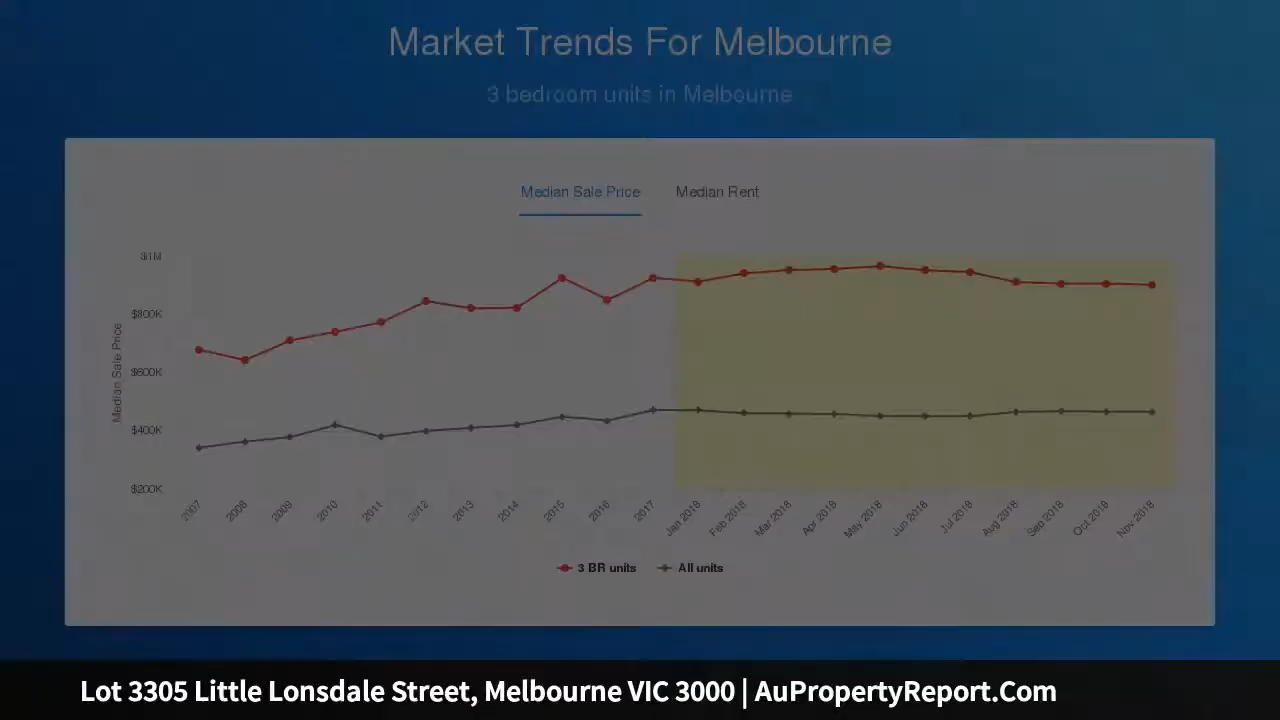 Market Trends For Melbourne
3 bedroom units in Melbourne
Median Sale Price Median Rent
Median Sale Price
$1M
$800K
$600K
$400K
$200K
2007 2008 2009 2010 2011 2012 2013 2014 2015 2016 2017 Jan 2018 Feb 2018 Mar 2018 Apr 2018 May 2018 Jun 2018 Jul 2018 Aug 2018 Sep 2018 Oct 2018 Nov 2018
3 BR units All units
Lot 3305 Little Lonsdale Street, Melbourne VIC 3000 | AuPropertyReport.Com